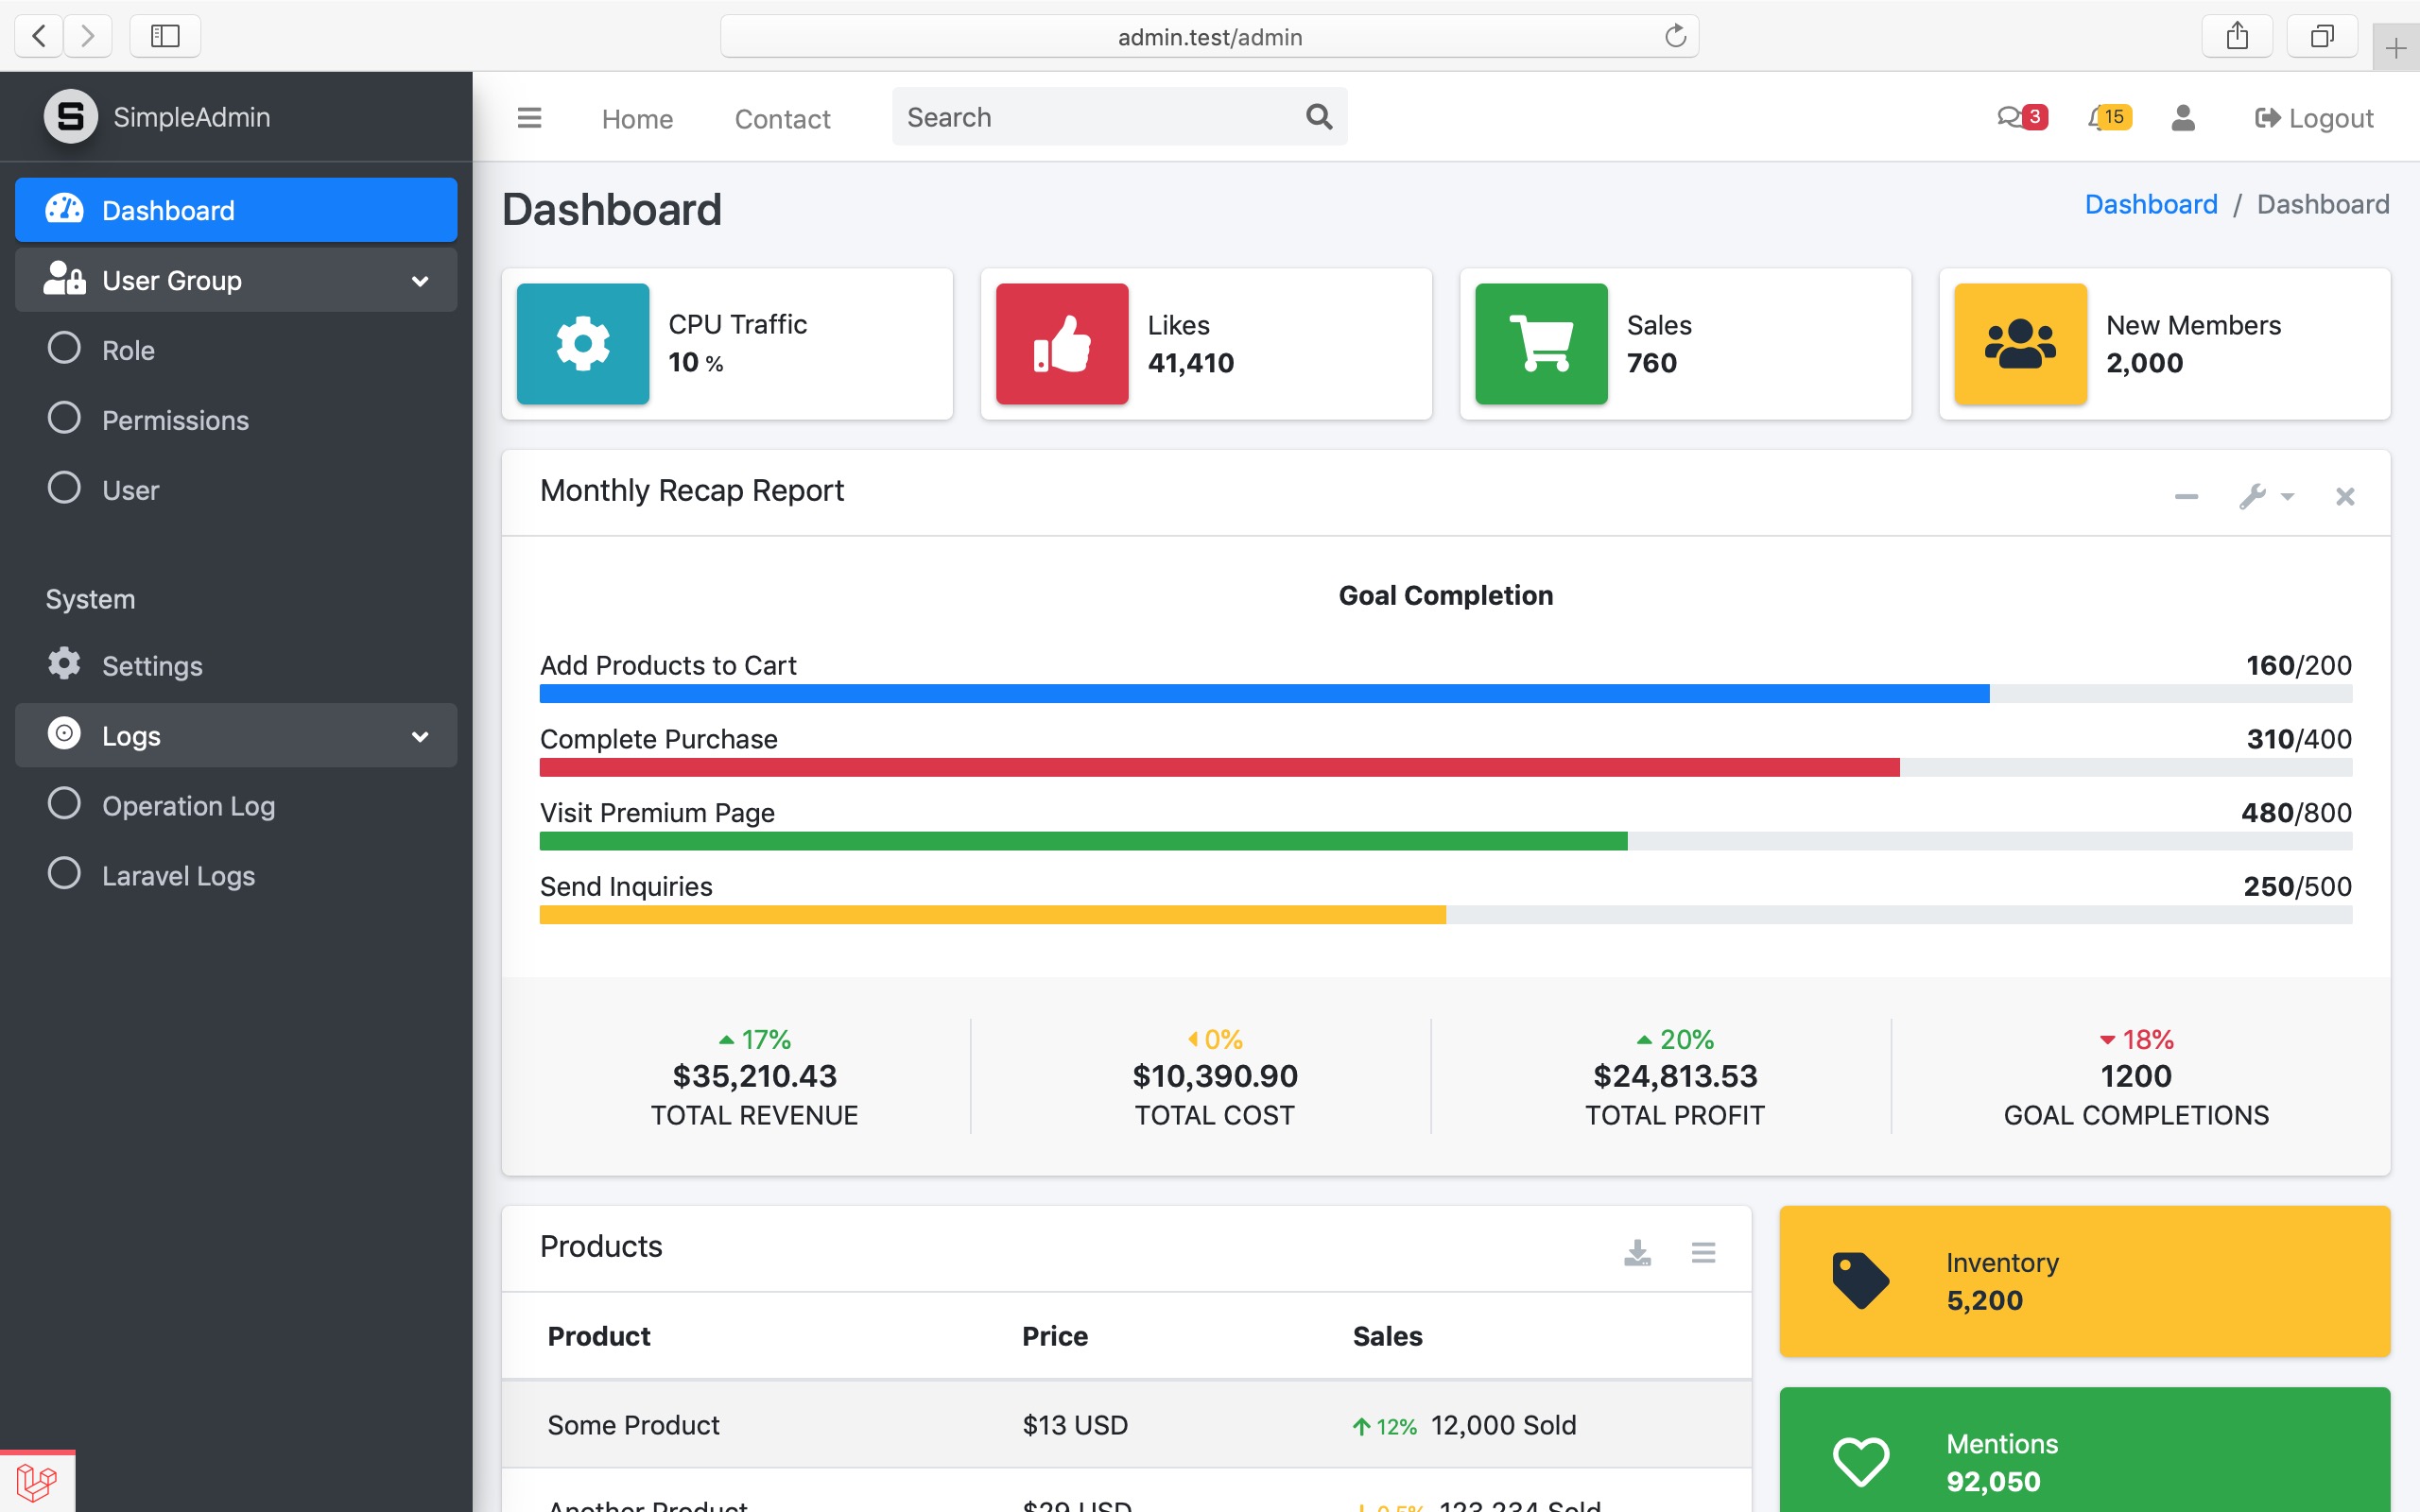 admin.test/admin
SimpleAdmin
Home
Contact
Search
3
15
Logout
Dashboard
User Group
Role
Permissions
User
System
Settings
Logs
Operation Log
Laravel Logs
Dashboard
Dashboard / Dashboard
CPU Traffic
10 %
Likes
41,410
Sales
760
New Members
2,000
Monthly Recap Report
Goal Completion
Add Products to Cart 160/200
Complete Purchase 310/400
Visit Premium Page 480/800
Send Inquiries 250/500
17%
$35,210.43
TOTAL REVENUE
0%
$10,390.90
TOTAL COST
20%
$24,813.53
TOTAL PROFIT
18%
1200
GOAL COMPLETIONS
Products
Product Price Sales
Some Product $13 USD 12% 12,000 Sold
Another Product $29 USD 0.5% 123,234 Sold
Inventory
5,200
Mentions
92,050